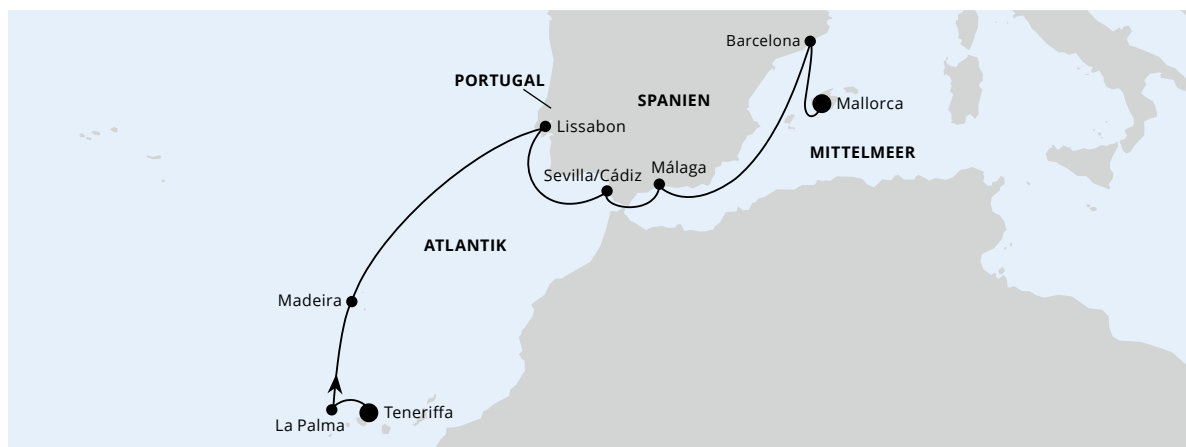 Barcelona
PORTUGAL
SPANIEN
Mallorca
Lissabon
MITTELMEER
Málaga
Sevilla/Cádiz
ATLANTIK
Madeira
Teneriffa
La Palma